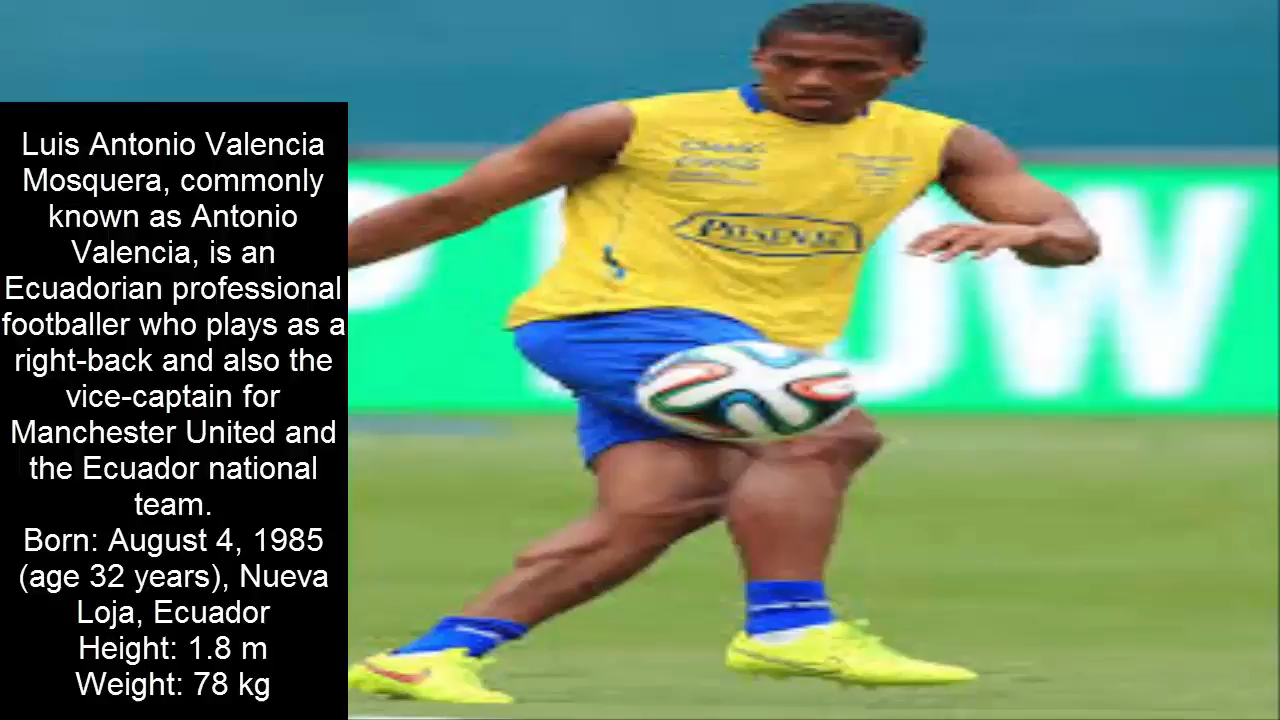 Luis Antonio Valencia
Mosquera, commonly
known as Antonio
Valencia, is an
Ecuadorian professional
footballer who plays as a
right-back and also the
vice-captain for
Manchester United and
the Ecuador national
team.
Born: August 4, 1985
(age 32 years), Nueva
Loja, Ecuador
Height: 1.8 m
Weight: 78 kg